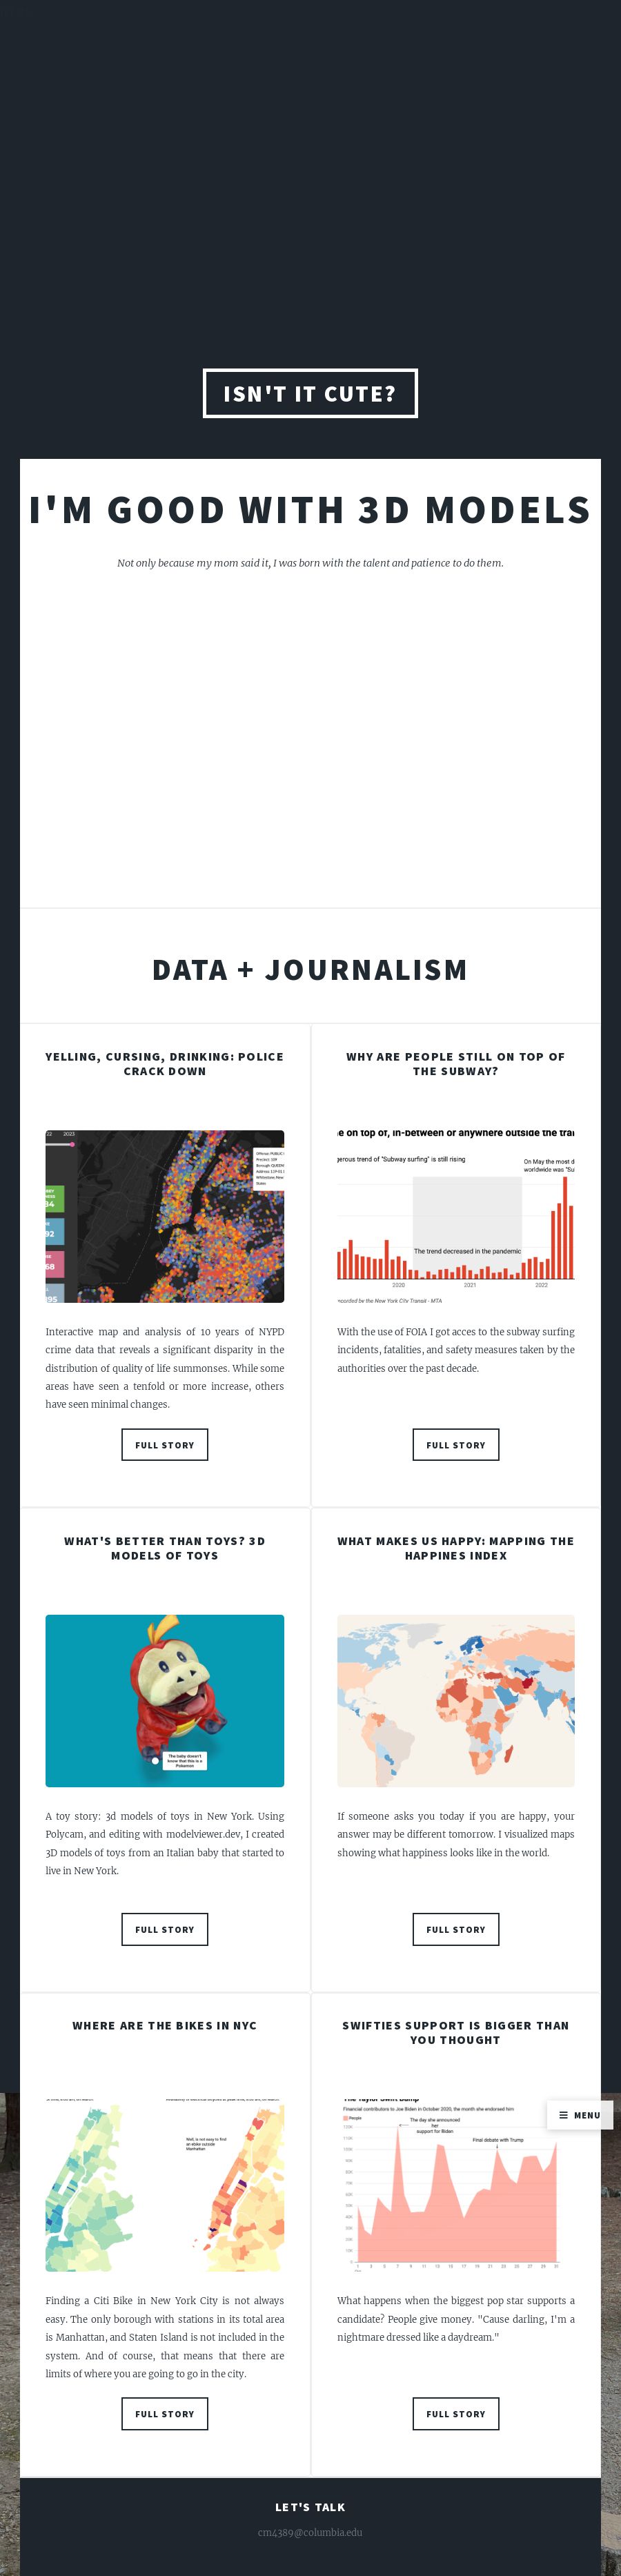 ISN'T IT CUTE?
I'M GOOD WITH 3D MODELS
Not only because my mom said it, I was born with the talent and patience to do them.
DATA + JOURNALISM
YELLING, CURSING, DRINKING: POLICE
CRACK DOWN
22 2023
34
92
68
395
Precinct 109
Borough QUEEN
WHY ARE PEOPLE STILL ON TOP OF
THE SUBWAY?
e on top of, in-between or anywhere outside the trai
gerous trend of "Subway surfing" is still rising
On May the most d
worldwide was "Su
The trend decreased in the pandemic
2020 2021 2022
recorded by the New York City Transit - MTA
Interactive map and analysis of 10 years of NYPD
crime data that reveals a significant disparity in the
distribution of quality of life summonses. While some
areas have seen a tenfold or more increase, others
have seen minimal changes.
FULL STORY
With the use of FOIA I got acces to the subway surfing
incidents, fatalities, and safety measures taken by the
authorities over the past decade.
FULL STORY
WHAT'S BETTER THAN TOYS? 3D
MODELS OF TOYS
The baby doesn't
know that this is a
Pokemon
WHAT MAKES US HAPPY: MAPPING THE
HAPPINES INDEX
A toy story: 3d models of toys in New York. Using
Polycam, and editing with modelviewer.dev, I created
3D models of toys from an Italian baby that started to
live in New York.
FULL STORY
If someone asks you today if you are happy, your
answer may be different tomorrow. I visualized maps
showing what happiness looks like in the world.
FULL STORY
WHERE ARE THE BIKES IN NYC
Well, is not easy to find
an ebike outside
Manhattan
SWIFTIES SUPPORT IS BIGGER THAN
YOU THOUGHT
The Taylor Swift Bump
Financial contributors to Joe Biden in October 2020, the month she endorsed him
People
The day she announced
her
support for Biden
Final debate with Trump
MENU
Finding a Citi Bike in New York City is not always
easy. The only borough with stations in its total area
is Manhattan, and Staten Island is not included in the
system. And of course, that means that there are
limits of where you are going to go in the city.
FULL STORY
What happens when the biggest pop star supports a
candidate? People give money. "Cause darling, I'm a
nightmare dressed like a daydream."
FULL STORY
LET'S TALK
cm4389@columbia.edu